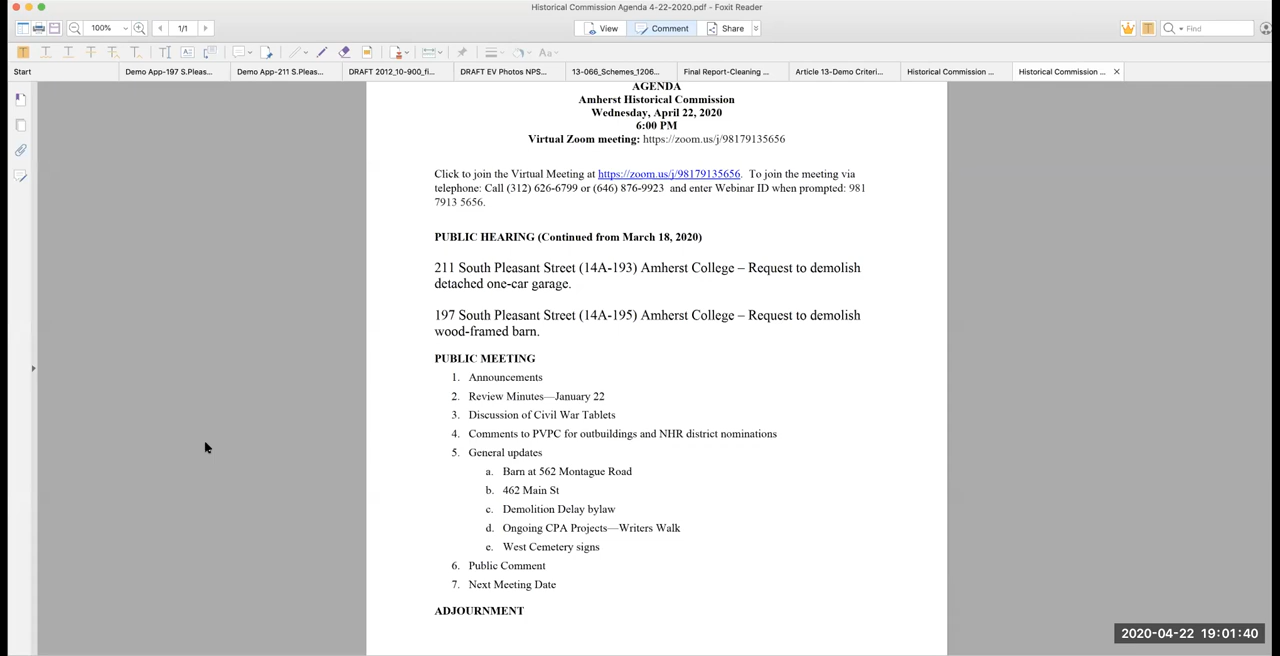 Historical Commission Agenda 4-22-2020.pdf - Foxit Reader
100% 1/1 View Comment Share Find
Start Demo App-197 S.Pleas... Demo App-211 S.Pleas... DRAFT 2012_10-900_fi... DRAFT EV Photos NPS... 13-066_Schemes_1206... Final Report-Cleaning ... Article 13-Demo Criteri... Historical Commission ... Historical Commission ...
AGENDA
Amherst Historical Commission
Wednesday, April 22, 2020
6:00 PM
Virtual Zoom meeting: https://zoom.us/j/98179135656
Click to join the Virtual Meeting at https://zoom.us/j/98179135656. To join the meeting via
telephone: Call (312) 626-6799 or (646) 876-9923 and enter Webinar ID when prompted: 981
7913 5656.
PUBLIC HEARING (Continued from March 18, 2020)
211 South Pleasant Street (14A-193) Amherst College – Request to demolish
detached one-car garage.
197 South Pleasant Street (14A-195) Amherst College – Request to demolish
wood-framed barn.
PUBLIC MEETING
1. Announcements
2. Review Minutes—January 22
3. Discussion of Civil War Tablets
4. Comments to PVPC for outbuildings and NHR district nominations
5. General updates
a. Barn at 562 Montague Road
b. 462 Main St
c. Demolition Delay bylaw
d. Ongoing CPA Projects—Writers Walk
e. West Cemetery signs
6. Public Comment
7. Next Meeting Date
ADJOURNMENT
2020-04-22 19:01:40